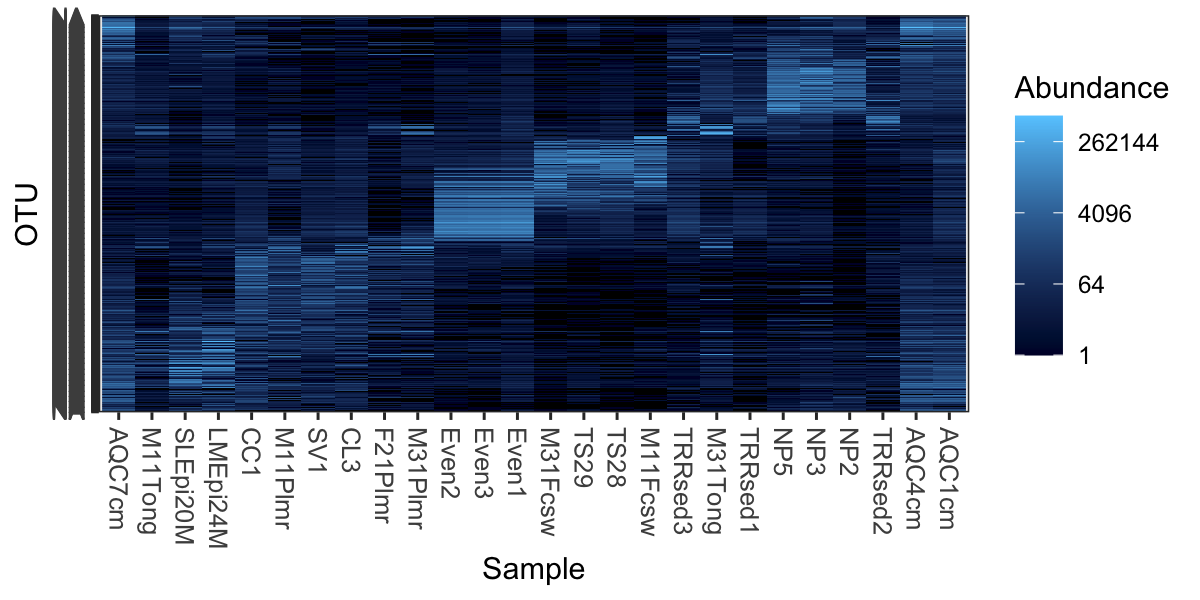 OTU
AQC7cm
M11Tong
SLEpi20M
LMEpi24M
CC1
M11Plmr
SV1
CL3
F21Plmr
M31Plmr
Even2
Even3
Even1
M31Fcsw
TS29
TS28
M11Fcsw
TRRsed3
M31Tong
TRRsed1
NP5
NP3
NP2
TRRsed2
AQC4cm
AQC1cm
Sample
Abundance
262144
4096
64
1